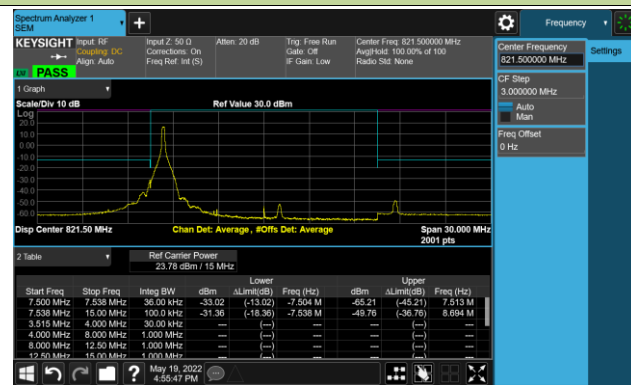 Spectrum Analyzer 1
SEM
Frequency
KEYSIGHT
Input: RF
Coupling: DC
Align: Auto
Input Z: 50 Ω
Corrections: On
Freq Ref: Int (S)
Atten: 20 dB
Trig: Free Run
Gate: Off
IF Gain: Low
Center Freq: 821.500000 MHz
Avg|Hold: 100.00% of 100
Radio Std: None
PASS
Center Frequency
821.500000 MHz
Settings
CF Step
3.000000 MHz
Auto
Man
Freq Offset
0 Hz
1 Graph
Scale/Div 10 dB
Ref Value 30.0 dBm
Log
20.0
10.0
0.00
-10.0
-20.0
-30.0
-40.0
-50.0
-60.0
Disp Center 821.50 MHz
Chan Det: Average, #Offs Det: Average
Span 30.000 MHz
2001 pts
2 Table
Ref Carrier Power
23.78 dBm / 15 MHz
Lower Upper
Start Freq Stop Freq Integ BW dBm ΔLimit(dB) Freq (Hz) dBm ΔLimit(dB) Freq (Hz)
7.500 MHz 7.538 MHz 36.00 kHz -33.02 (-13.02) -7.504 M -65.21 (-45.21) 7.513 M
7.538 MHz 15.00 MHz 100.0 kHz -31.36 (-18.36) -7.538 M -49.76 (-36.76) 8.694 M
3.515 MHz 4.000 MHz 30.00 kHz --- (---) --- --- (---) ---
4.000 MHz 8.000 MHz 1.000 MHz --- (---) --- --- (---) ---
8.000 MHz 12.50 MHz 1.000 MHz --- (---) --- --- (---) ---
12.50 MHz 15.00 MHz 1.000 MHz --- (---) --- --- (---) ---
May 19, 2022
4:55:47 PM